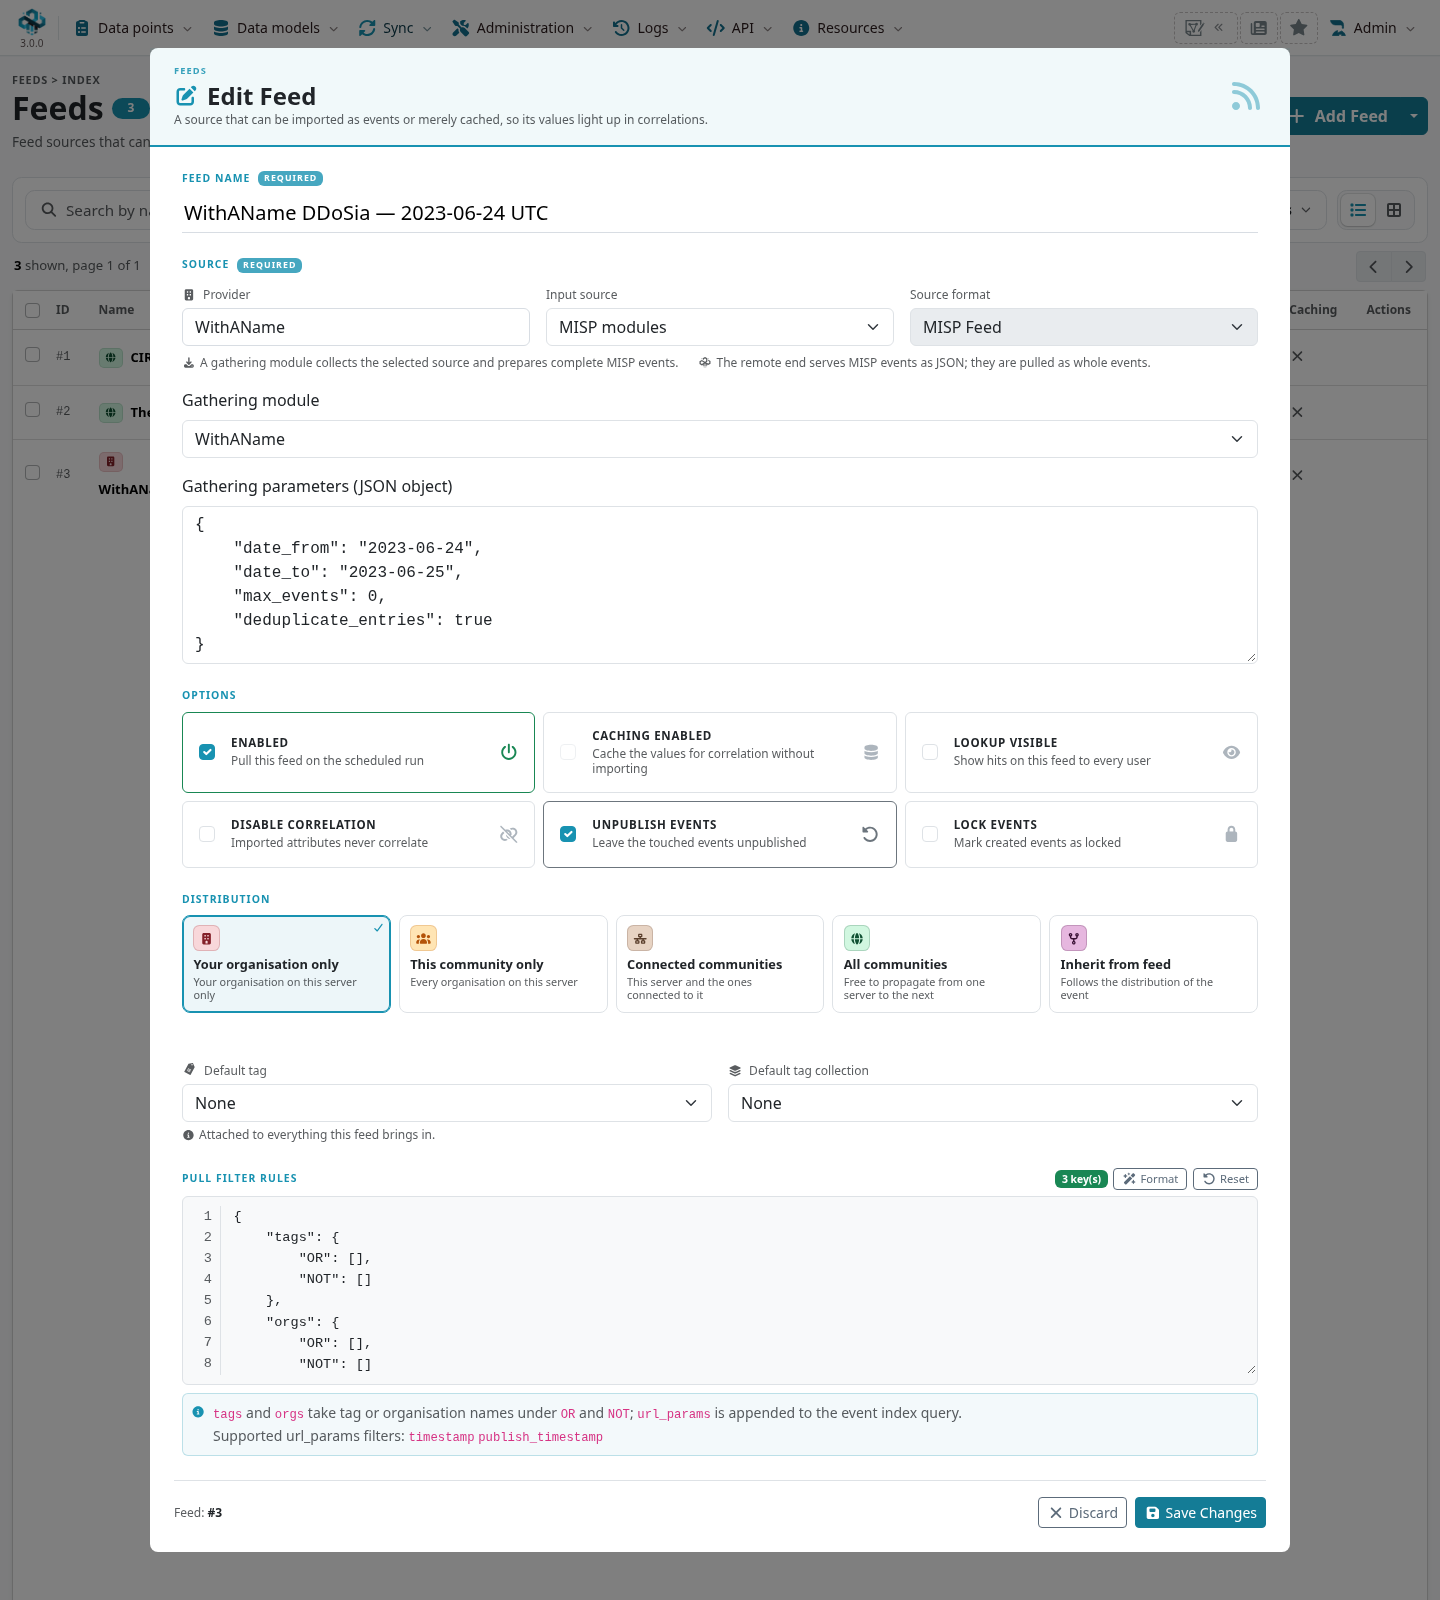 Data points
Data models
Sync
Administration
Logs
API
Resources
Admin
3.0.0
FEEDS > INDEX
Feeds 3
Feed sources that can
Add Feed
Search by na
3 shown, page 1 of 1
ID Name Caching Actions
#1 CIR
#2 The
#3 WithANa
FEEDS
Edit Feed
A source that can be imported as events or merely cached, so its values light up in correlations.
FEED NAME REQUIRED
WithAName DDoSia — 2023-06-24 UTC
SOURCE REQUIRED
Provider Input source Source format
WithAName MISP modules MISP Feed
A gathering module collects the selected source and prepares complete MISP events. The remote end serves MISP events as JSON; they are pulled as whole events.
Gathering module
WithAName
Gathering parameters (JSON object)
{
    "date_from": "2023-06-24",
    "date_to": "2023-06-25",
    "max_events": 0,
    "deduplicate_entries": true
}
OPTIONS
ENABLED
Pull this feed on the scheduled run
CACHING ENABLED
Cache the values for correlation without
importing
LOOKUP VISIBLE
Show hits on this feed to every user
DISABLE CORRELATION
Imported attributes never correlate
UNPUBLISH EVENTS
Leave the touched events unpublished
LOCK EVENTS
Mark created events as locked
DISTRIBUTION
Your organisation only
Your organisation on this server
only
This community only
Every organisation on this server
Connected communities
This server and the ones
connected to it
All communities
Free to propagate from one
server to the next
Inherit from feed
Follows the distribution of the
event
Default tag
None
Attached to everything this feed brings in.
Default tag collection
None
PULL FILTER RULES 3 key(s) Format Reset
1 {
2     "tags": {
3         "OR": [],
4         "NOT": []
5     },
6     "orgs": {
7         "OR": [],
8         "NOT": []
tags and orgs take tag or organisation names under OR and NOT; url_params is appended to the event index query.
Supported url_params filters: timestamp publish_timestamp
Feed: #3 Discard Save Changes